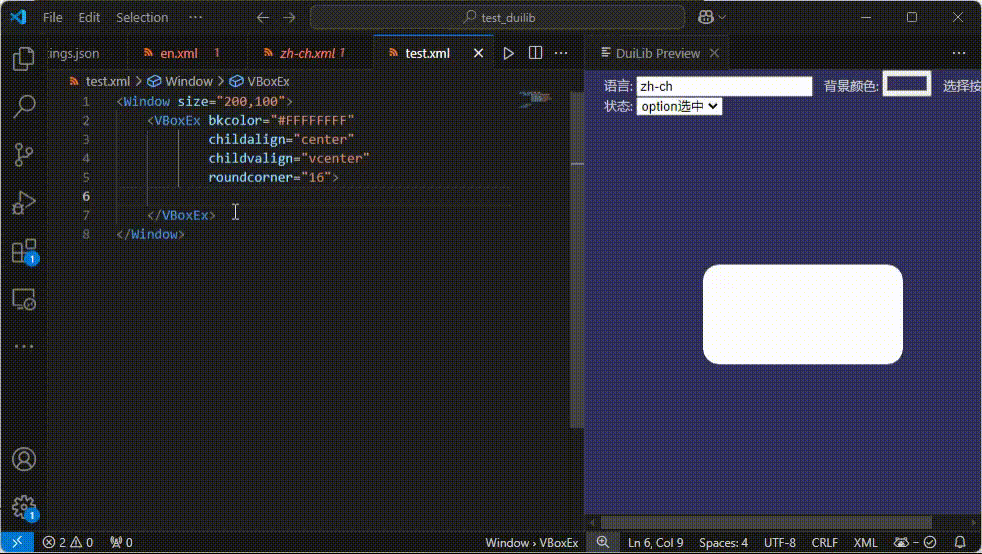 File Edit Selection ··· test_duilib
ings.json en.xml 1 zh-ch.xml 1 test.xml DuiLib Preview
test.xml > Window > VBoxEx
1 <Window size="200,100">
2 <VBoxEx bkcolor="#FFFFFFFF"
3 childalign="center"
4 childvalign="vcenter"
5 roundcorner="16">
6
7 </VBoxEx>
8 </Window>
语言: zh-ch 背景颜色: 选择按
状态: option选中
1
1
2 0 0 Window › VBoxEx Ln 6, Col 9 Spaces: 4 UTF-8 CRLF XML